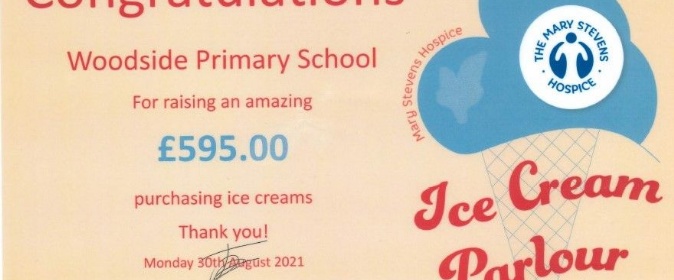 Congratulations
Woodside Primary School
For raising an amazing
£595.00
purchasing ice creams
Thank you!
Monday 30th August 2021
Mary Stevens Hospice
THE MARY STEVENS
· HOSPICE ·
Ice Cream
Parlour